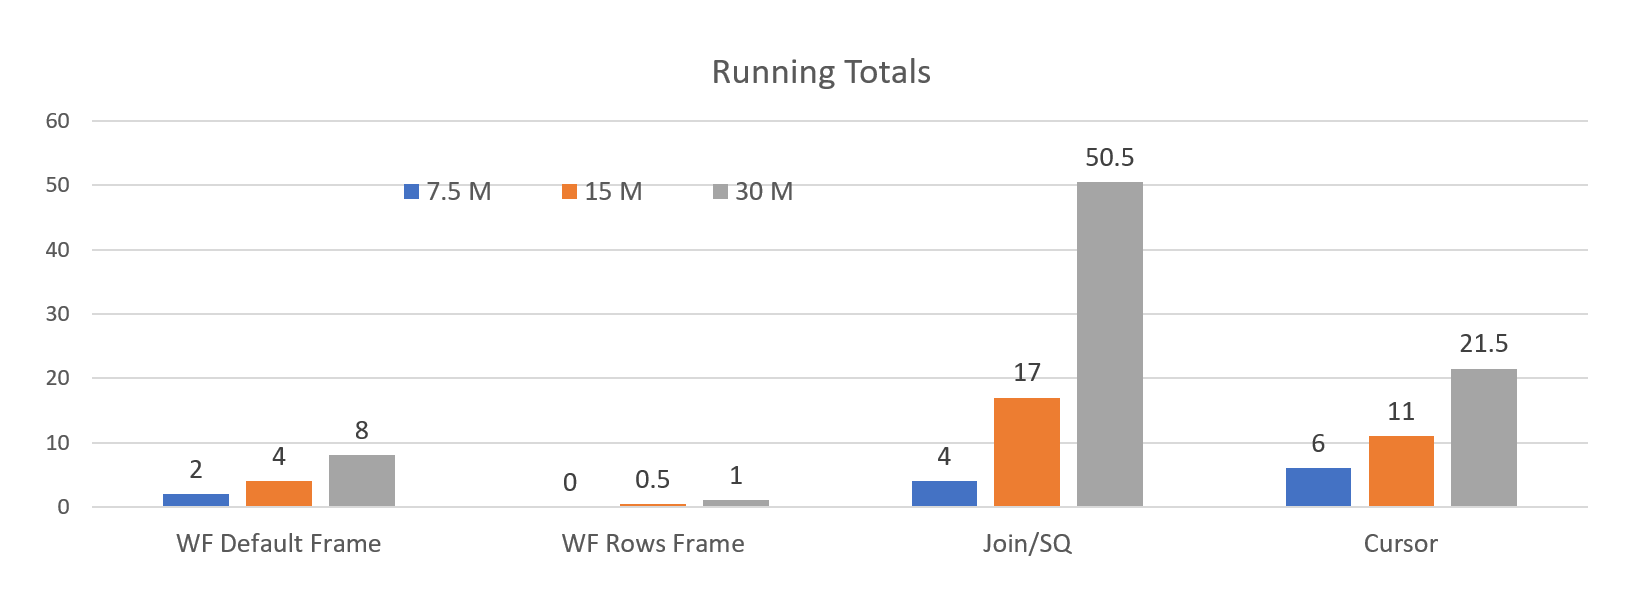 Running Totals
60
50
40
30
20
10
0
7.5 M 15 M 30 M
2 4 8
0 0.5 1
4 17 50.5
6 11 21.5
WF Default Frame WF Rows Frame Join/SQ Cursor